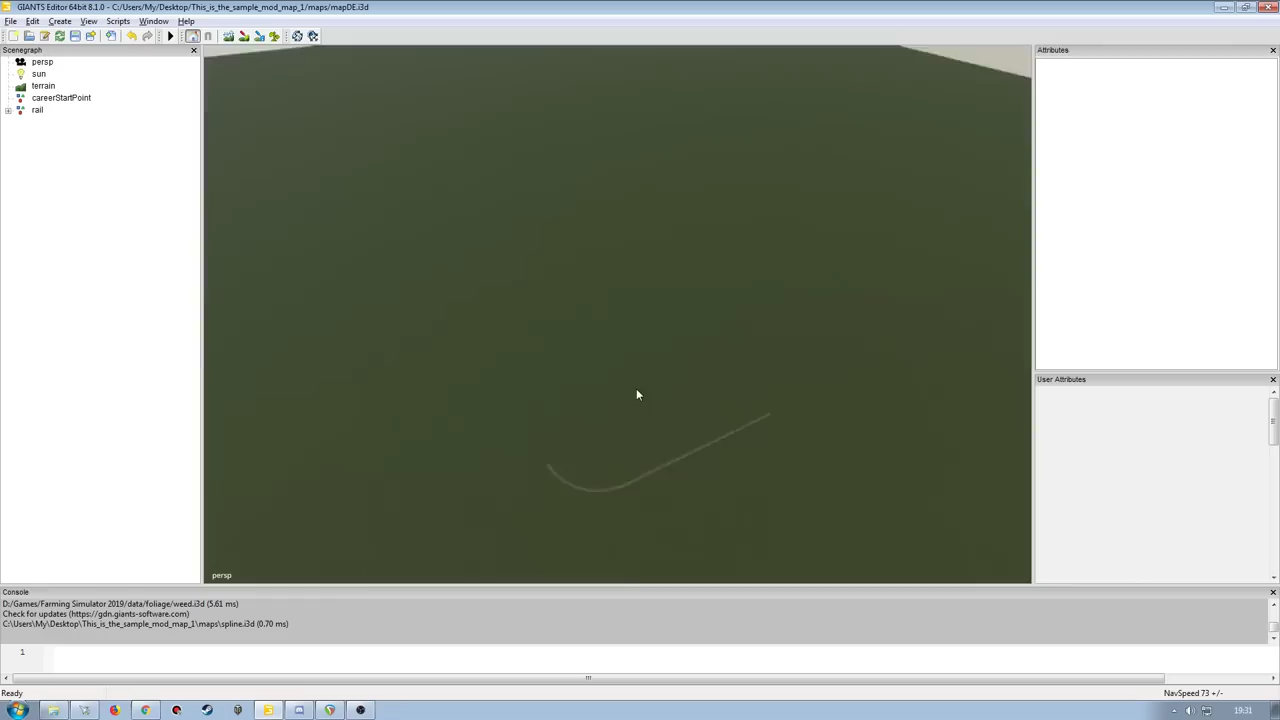 GIANTS Editor 64bit 8.1.0 - C:/Users/My/Desktop/This_is_the_sample_mod_map_1/maps/mapDE.i3d
File Edit Create View Scripts Window Help
Scenegraph
persp
sun
terrain
careerStartPoint
rail
persp
Attributes
User Attributes
Console
D:/Games/Farming Simulator 2019/data/foliage/weed.i3d (5.61 ms)
Check for updates (https://gdn.giants-software.com)
C:\Users\My\Desktop\This_is_the_sample_mod_map_1\maps\spline.i3d (0.70 ms)
1
Ready
NavSpeed 73 +/-
19:31